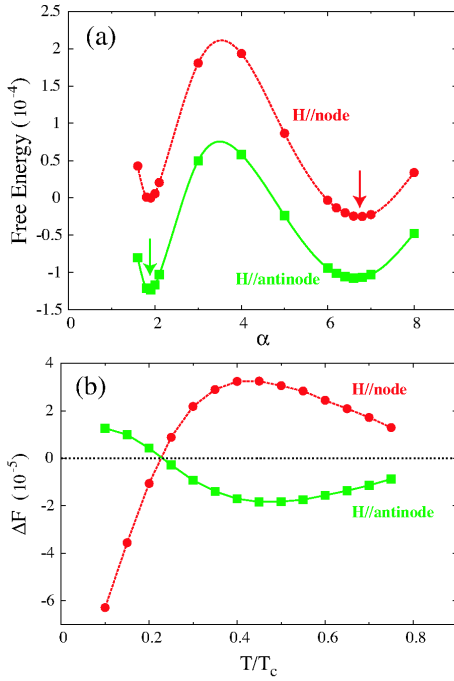 (a)
2.5
2
1.5
1
0.5
0
-0.5
-1
-1.5
Free Energy (10⁻⁴)
H//node
H//antinode
0 2 4 6 8
α
(b)
4
2
0
-2
-4
-6
ΔF (10⁻⁵)
H//node
H//antinode
0 0.2 0.4 0.6 0.8
T/T_c